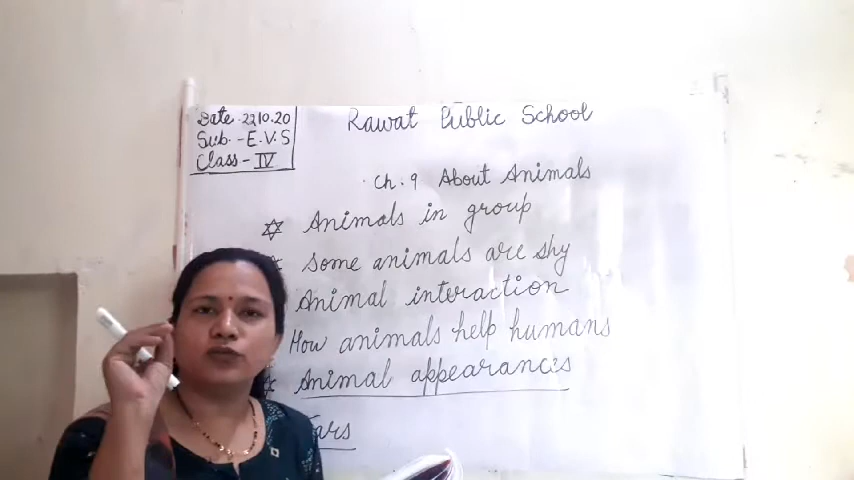 Date. 22.10.20
Sub. - E.V.S
Class - IV
Rawat Public School
Ch. 9 About Animals
Animals in group
Some animals are shy
Animal interaction
How animals help humans
Animal appearances